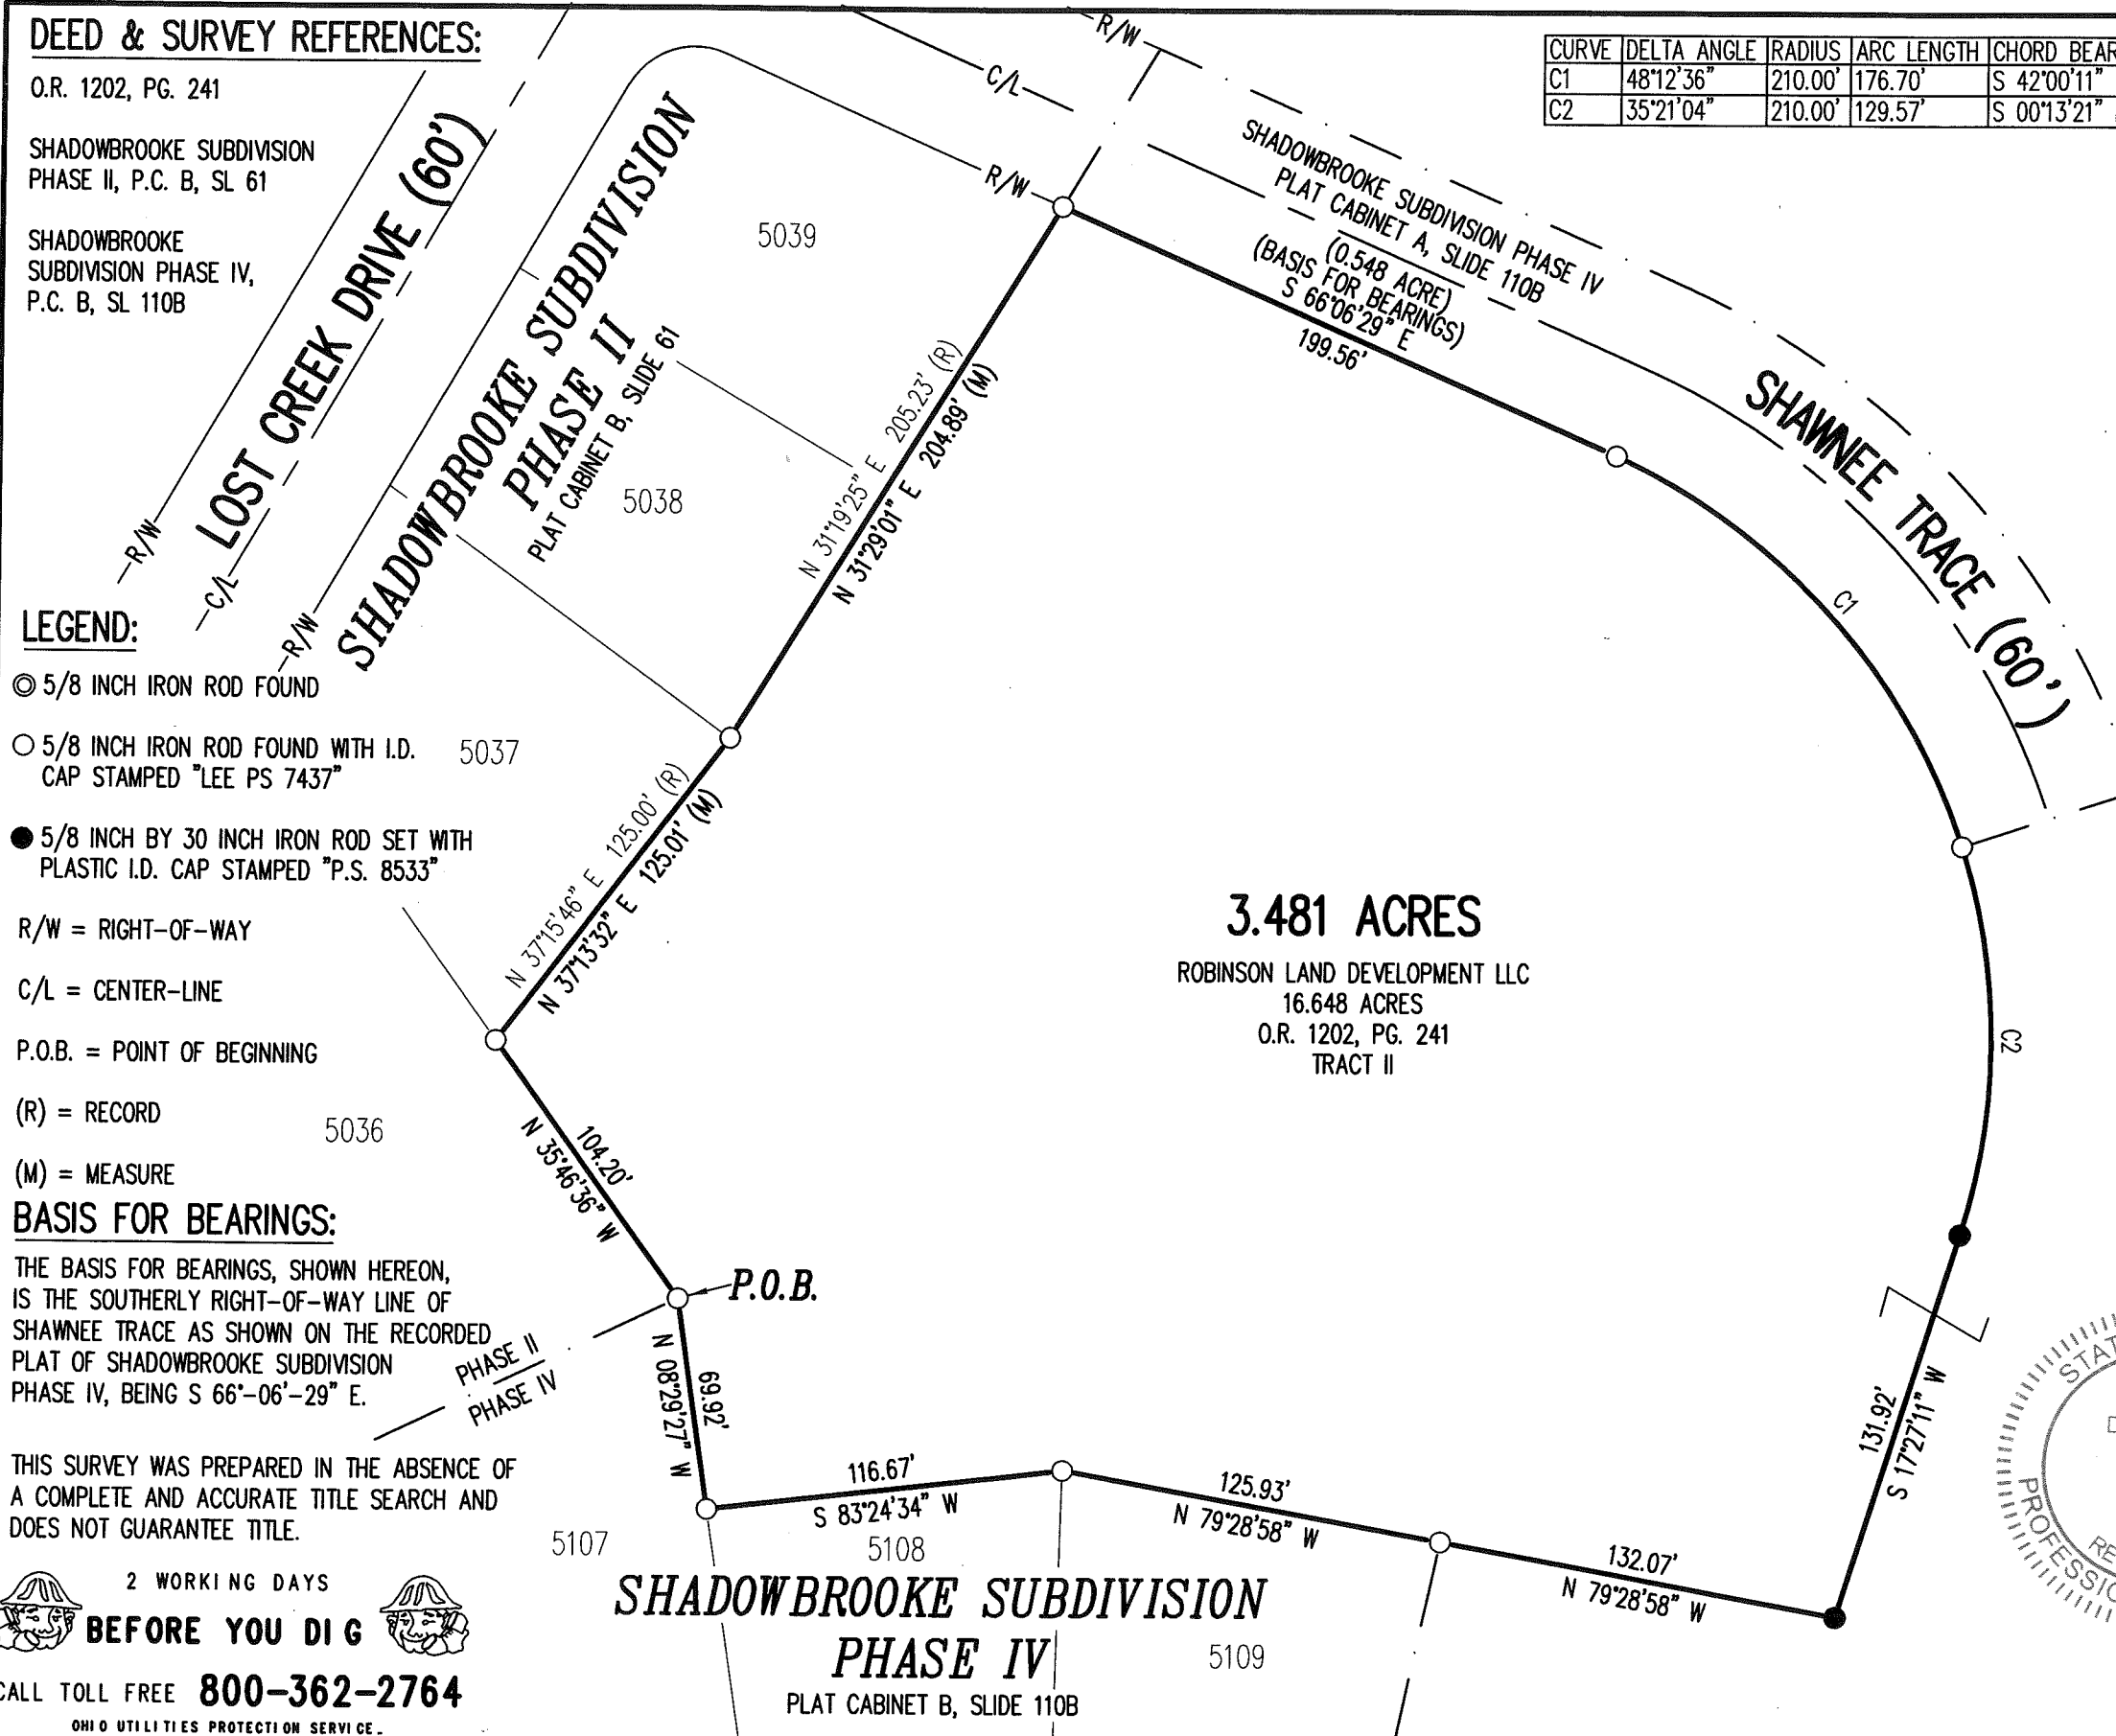 DEED & SURVEY REFERENCES:
O.R. 1202, PG. 241
SHADOWBROOKE SUBDIVISION
PHASE II, P.C. B, SL 61
SHADOWBROOKE
SUBDIVISION PHASE IV,
P.C. B, SL 110B
CURVE DELTA ANGLE RADIUS ARC LENGTH CHORD BEAR
C1 48°12'36" 210.00' 176.70' S 42°00'11"
C2 35°21'04" 210.00' 129.57' S 00°13'21"
R/W
C/L
R/W
LOST CREEK DRIVE (60')
R/W
C/L
R/W
SHADOWBROOKE SUBDIVISION
PHASE II
PLAT CABINET B, SLIDE 61
5039
5038
5037
5036
SHADOWBROOKE SUBDIVISION PHASE IV
PLAT CABINET A, SLIDE 110B
(0.548 ACRE)
(BASIS FOR BEARINGS)
S 66°06'29" E
199.56'
SHAWNEE TRACE (60')
C1
C2
N 31°19'25" E 205.23' (R)
N 31°29'01" E 204.89' (M)
N 37°15'46" E 125.00' (R)
N 37°13'32" E 125.01' (M)
104.20'
N 35°46'36" W
P.O.B.
69.92'
N 08°29'27" W
PHASE II
PHASE IV
3.481 ACRES
ROBINSON LAND DEVELOPMENT LLC
16.648 ACRES
O.R. 1202, PG. 241
TRACT II
131.92'
S 17°27'11" W
116.67'
S 83°24'34" W
125.93'
N 79°28'58" W
132.07'
N 79°28'58" W
5107
5108
5109
SHADOWBROOKE SUBDIVISION
PHASE IV
PLAT CABINET B, SLIDE 110B
LEGEND:
5/8 INCH IRON ROD FOUND
5/8 INCH IRON ROD FOUND WITH I.D.
CAP STAMPED "LEE PS 7437"
5/8 INCH BY 30 INCH IRON ROD SET WITH
PLASTIC I.D. CAP STAMPED "P.S. 8533"
R/W = RIGHT-OF-WAY
C/L = CENTER-LINE
P.O.B. = POINT OF BEGINNING
(R) = RECORD
(M) = MEASURE
BASIS FOR BEARINGS:
THE BASIS FOR BEARINGS, SHOWN HEREON,
IS THE SOUTHERLY RIGHT-OF-WAY LINE OF
SHAWNEE TRACE AS SHOWN ON THE RECORDED
PLAT OF SHADOWBROOKE SUBDIVISION
PHASE IV, BEING S 66°-06'-29" E.
THIS SURVEY WAS PREPARED IN THE ABSENCE OF
A COMPLETE AND ACCURATE TITLE SEARCH AND
DOES NOT GUARANTEE TITLE.
2 WORKING DAYS
BEFORE YOU DIG
CALL TOLL FREE 800-362-2764
OHIO UTILITIES PROTECTION SERVICE